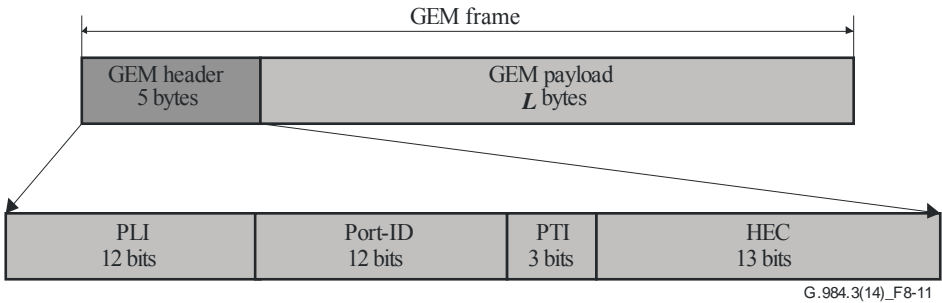 GEM frame
GEM header
5 bytes
GEM payload
L bytes
PLI
12 bits
Port-ID
12 bits
PTI
3 bits
HEC
13 bits
G.984.3(14)_F8-11